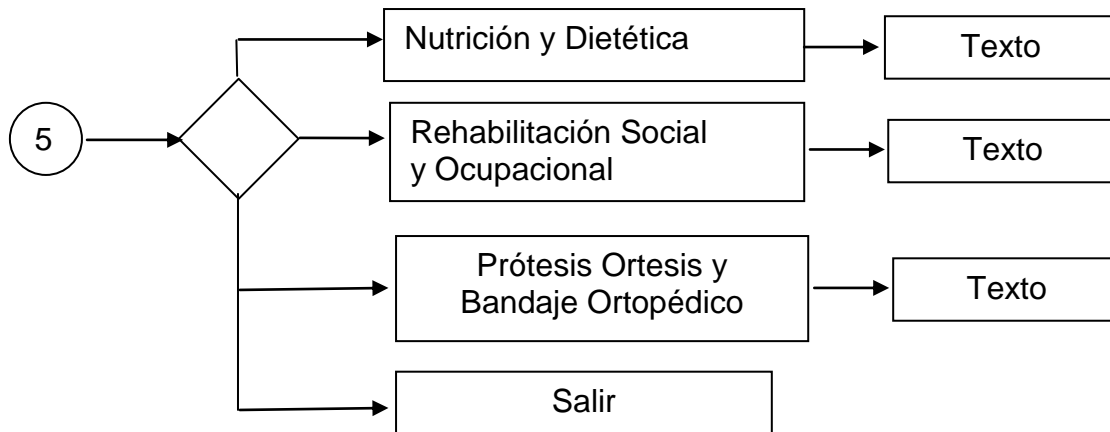 Nutrición y Dietética
Texto
5
Rehabilitación Social
y Ocupacional
Texto
Prótesis Ortesis y
Bandaje Ortopédico
Texto
Salir